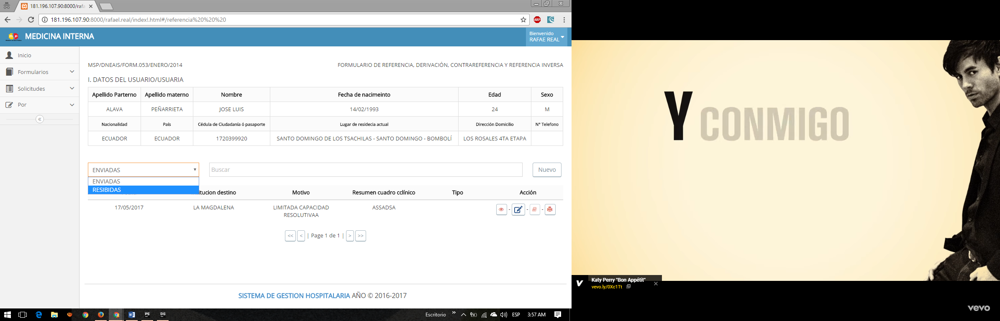 181.196.107.90:8000/rafa
181.196.107.90:8000/rafael.real/index!.html#/referencia%20%20%20
ABP
mp MEDICINA INTERNA
Bienvenido
RAFAE REAL
Inicio
Formularios
Solicitudes
Por
MSP/DNEAIS/FORM.053/ENERO/2014 FORMULARIO DE REFERENCIA, DERIVACIÓN, CONTRAREFERENCIA Y REFERENCIA INVERSA
I. DATOS DEL USUARIO/USUARIA
Apellido Parterno Apellido materno Nombre Fecha de nacimeinto Edad Sexo
ALAVA PEÑARRIETA JOSE LUIS 14/02/1993 24 M
Nacionalidad País Cédula de Ciudadanía ó pasaporte Lugar de residecia actual Dirección Domicilio N° Telefono
ECUADOR ECUADOR 1720399920 SANTO DOMINGO DE LOS TSACHILAS - SANTO DOMINGO - BOMBOLÍ LOS ROSALES 4TA ETAPA
ENVIADAS Buscar Nuevo
ENVIADAS
RESIBIDAS
destino Motivo Resumen cuadro cclínico Tipo Acción
17/05/2017 LA MAGDALENA LIMITADA CAPACIDAD ASSADSA
RESOLUTIVAA
<< < | Page 1 de 1 | > >>
SISTEMA DE GESTION HOSPITALARIA AÑO © 2016-2017
Escritorio » ESP 3:57 AM
PS
DG
Y CONMIGO
Katy Perry "Bon Appétit"
vevo.ly/0Xc1Tt
vevo